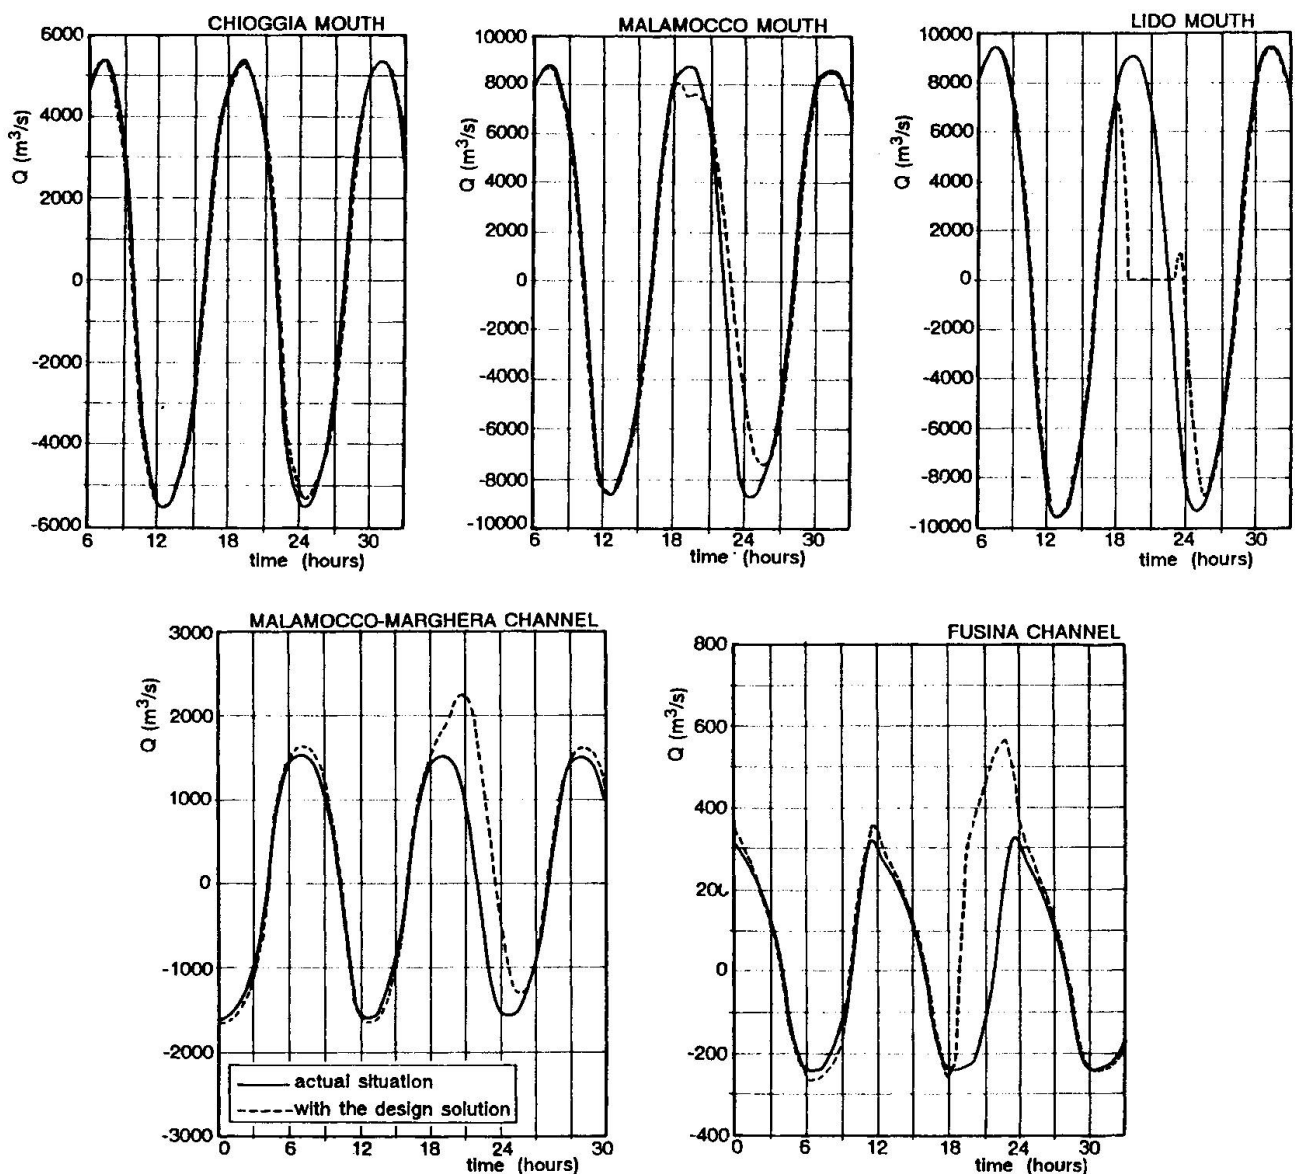 CHIOGGIA MOUTH
6000
4000
2000
0
-2000
-4000
-6000
Q (m³/s)
6 12 18 24 30
time (hours)
MALAMOCCO MOUTH
10000
8000
6000
4000
2000
0
-2000
-4000
-6000
-8000
-10000
Q (m³/s)
6 12 18 24 30
time (hours)
LIDO MOUTH
10000
8000
6000
4000
2000
0
-2000
-4000
-6000
-8000
-10000
Q (m³/s)
6 12 18 24 30
time (hours)
MALAMOCCO-MARGHERA CHANNEL
3000
2000
1000
0
-1000
-2000
-3000
Q (m³/s)
actual situation
with the design solution
0 6 12 18 24 30
time (hours)
FUSINA CHANNEL
800
600
400
200
0
-200
-400
Q (m³/s)
0 6 12 18 24 30
time (hours)